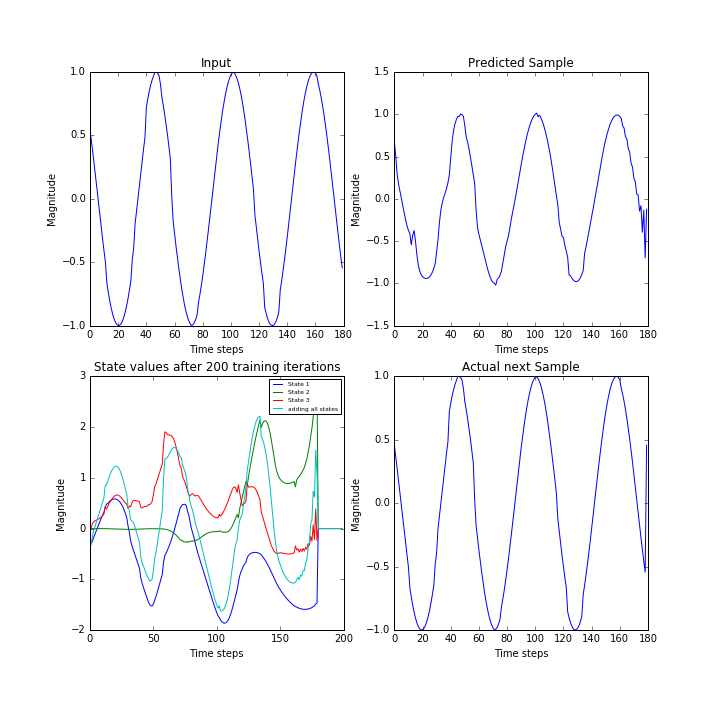 Input
Magnitude
1.0
0.5
0.0
−0.5
−1.0
0 20 40 60 80 100 120 140 160 180
Time steps
Predicted Sample
Magnitude
1.5
1.0
0.5
0.0
−0.5
−1.0
−1.5
0 20 40 60 80 100 120 140 160 180
Time steps
State values after 200 training iterations
Magnitude
3
2
1
0
−1
−2
0 50 100 150 200
Time steps
State 1
State 2
State 3
adding all states
Actual next Sample
Magnitude
1.0
0.5
0.0
−0.5
−1.0
0 20 40 60 80 100 120 140 160 180
Time steps